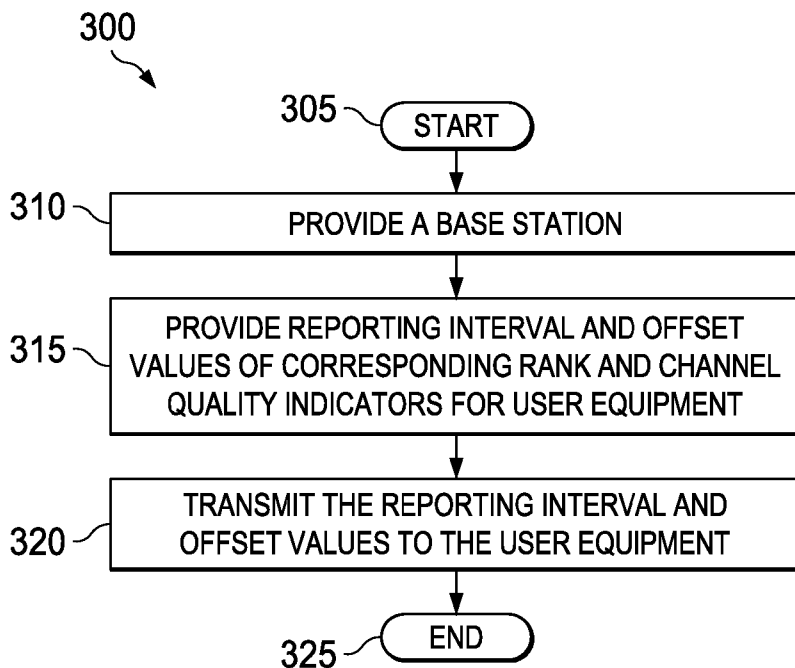 300
305
START
310
PROVIDE A BASE STATION
315
PROVIDE REPORTING INTERVAL AND OFFSET
VALUES OF CORRESPONDING RANK AND CHANNEL
QUALITY INDICATORS FOR USER EQUIPMENT
320
TRANSMIT THE REPORTING INTERVAL AND
OFFSET VALUES TO THE USER EQUIPMENT
325
END